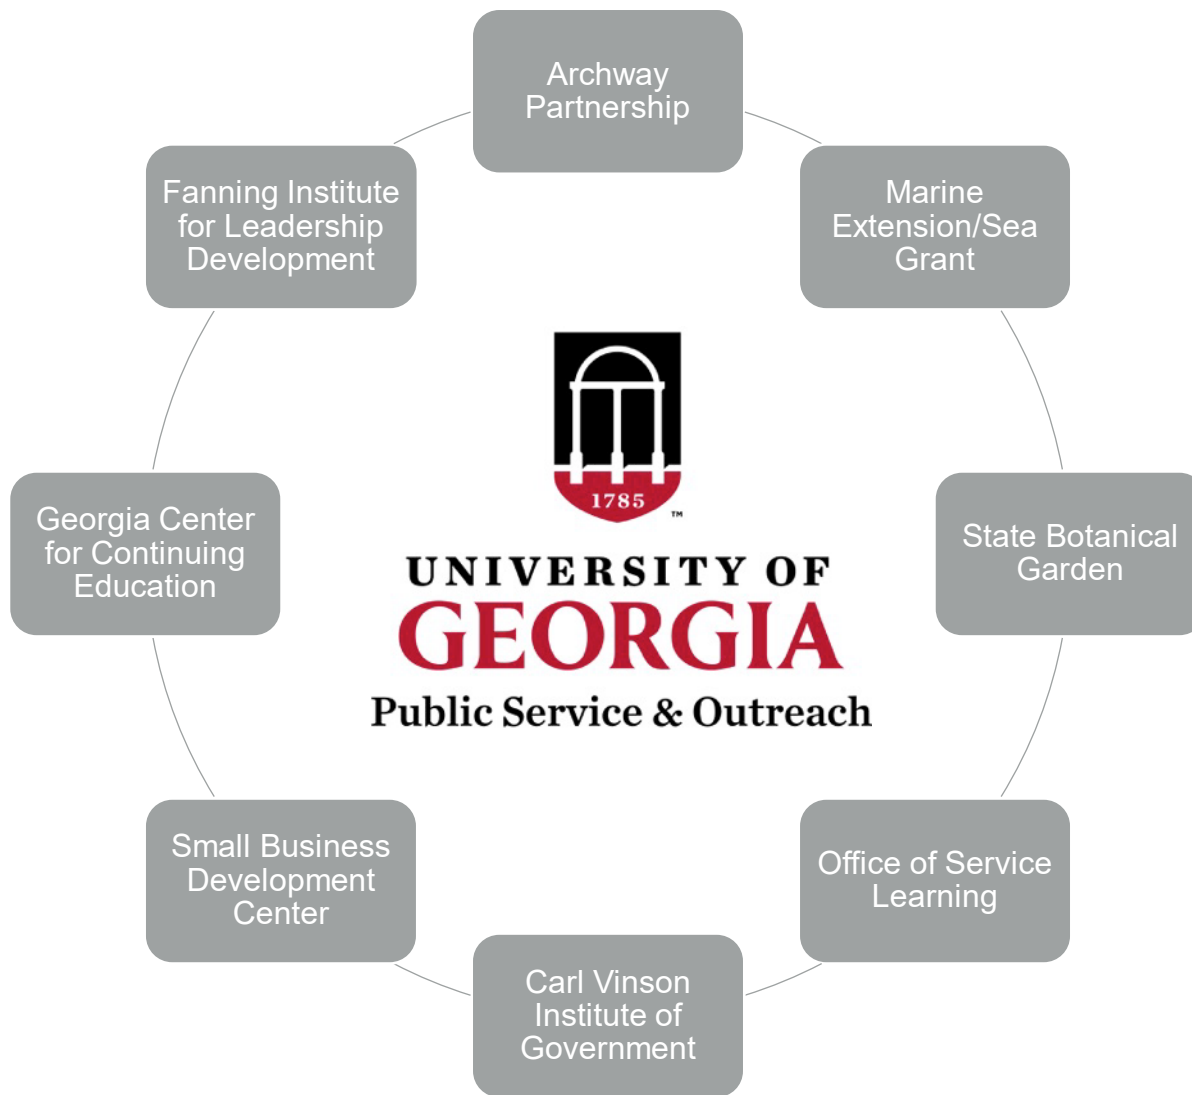 Archway
Partnership
Marine
Extension/Sea
Grant
State Botanical
Garden
Office of Service
Learning
Carl Vinson
Institute of
Government
Small Business
Development
Center
Georgia Center
for Continuing
Education
Fanning Institute
for Leadership
Development
1785
™
UNIVERSITY OF
GEORGIA
Public Service & Outreach